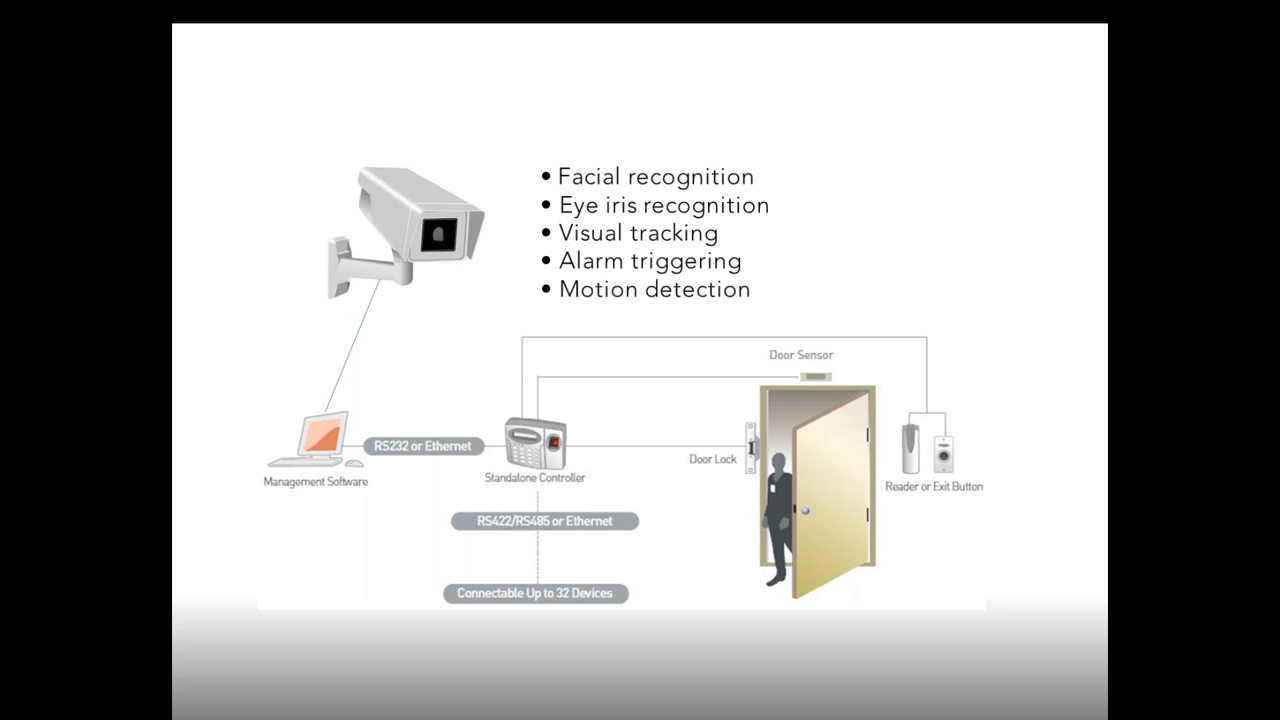 • Facial recognition
• Eye iris recognition
• Visual tracking
• Alarm triggering
• Motion detection
Door Sensor
RS232 or Ethernet
Door Lock
Management Software
Standalone Controller
Reader or Exit Button
RS422/RS485 or Ethernet
Connectable Up to 32 Devices